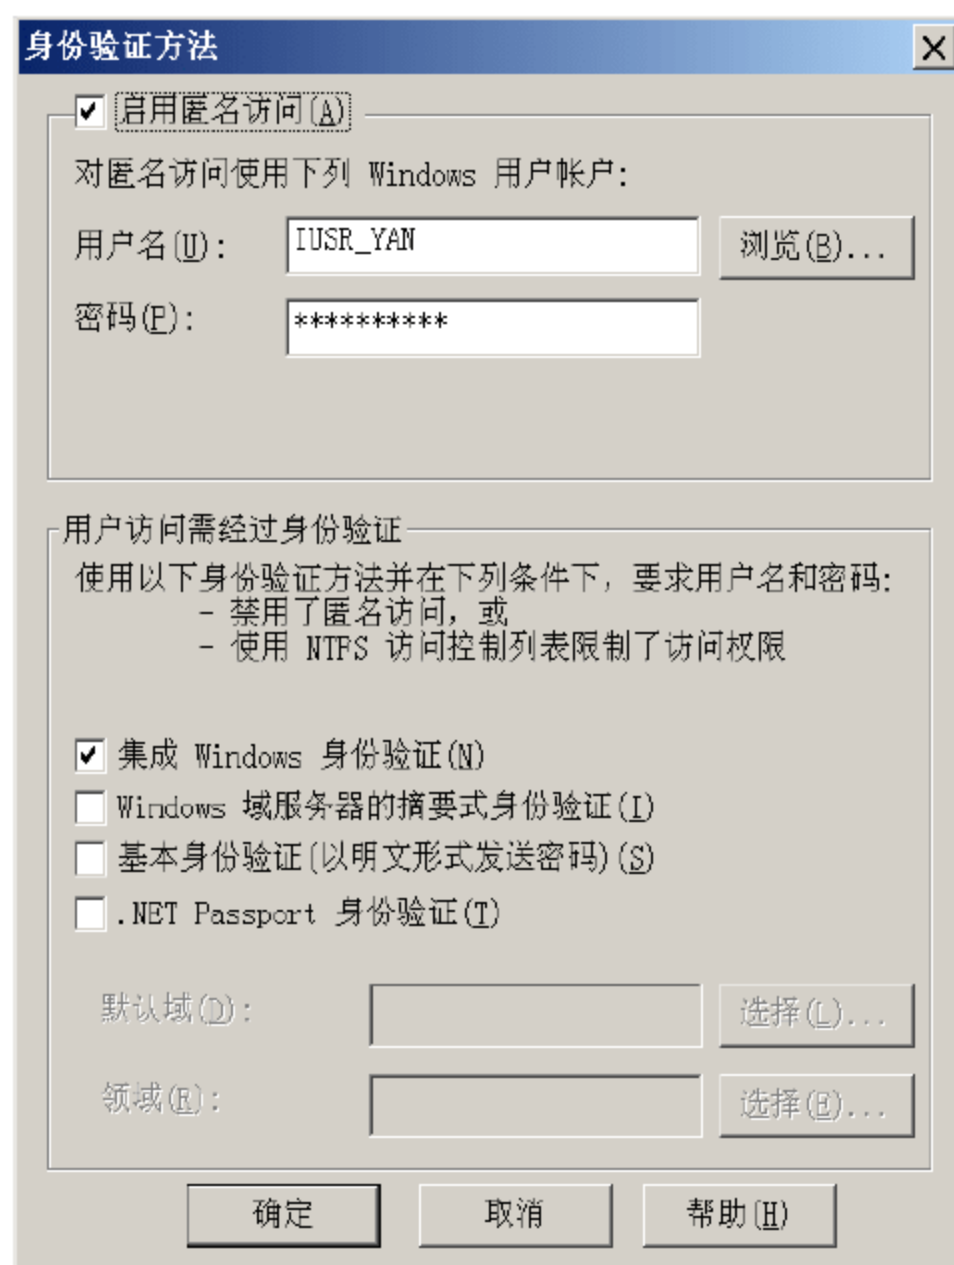 身份验证方法
启用匿名访问(A)
对匿名访问使用下列 Windows 用户帐户:
用户名(U): IUSR_YAN 浏览(B)...
密码(P): **********
用户访问需经过身份验证
使用以下身份验证方法并在下列条件下，要求用户名和密码:
- 禁用了匿名访问，或
- 使用 NTFS 访问控制列表限制了访问权限
集成 Windows 身份验证(N)
Windows 域服务器的摘要式身份验证(I)
基本身份验证(以明文形式发送密码)(S)
.NET Passport 身份验证(T)
默认域(D): 选择(L)...
领域(R): 选择(E)...
确定 取消 帮助(H)